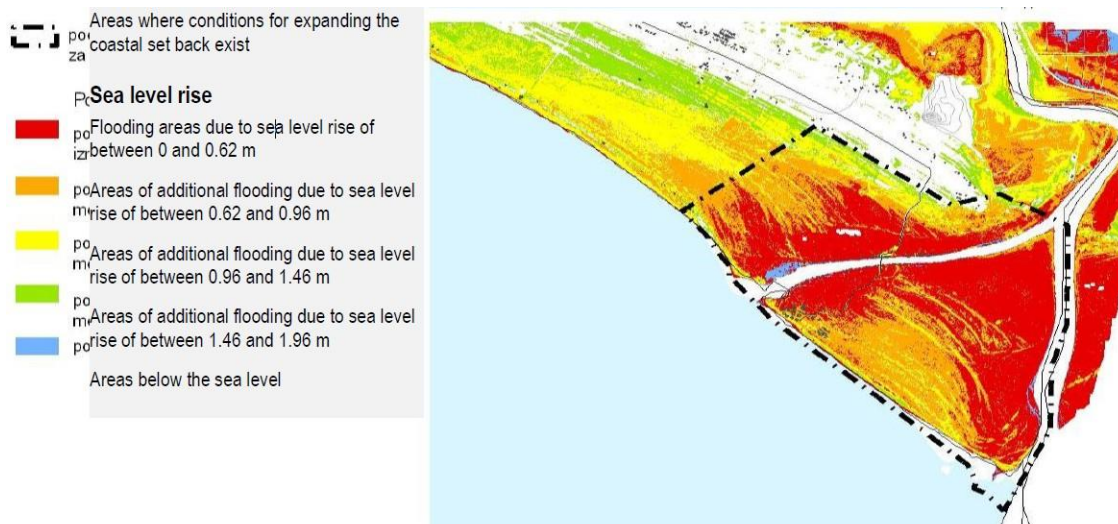 Areas where conditions for expanding the
coastal set back exist
Sea level rise
Flooding areas due to sea level rise of
between 0 and 0.62 m
Areas of additional flooding due to sea level
rise of between 0.62 and 0.96 m
Areas of additional flooding due to sea level
rise of between 0.96 and 1.46 m
Areas of additional flooding due to sea level
rise of between 1.46 and 1.96 m
Areas below the sea level